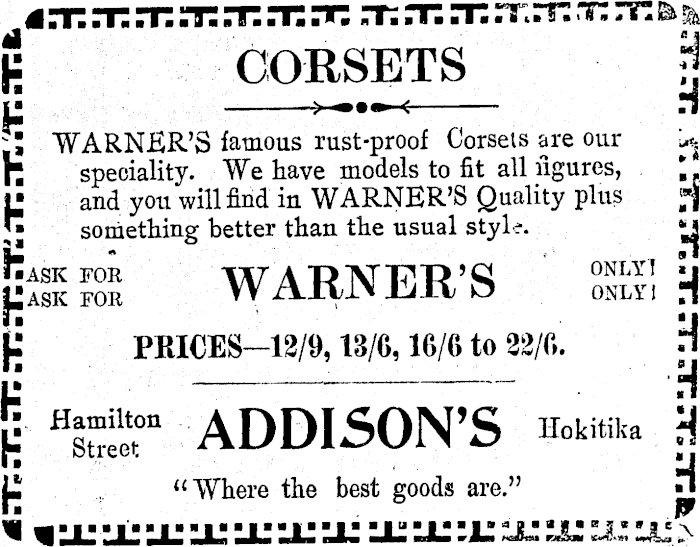 CORSETS
WARNER'S famous rust-proof Corsets are our
speciality. We have models to fit all figures,
and you will find in WARNER'S Quality plus
something better than the usual style.
ASK FOR WARNER'S ONLY!
ASK FOR ONLY!
PRICES—12/9, 13/6, 16/6 to 22/6.
Hamilton Street ADDISON'S Hokitika
"Where the best goods are."